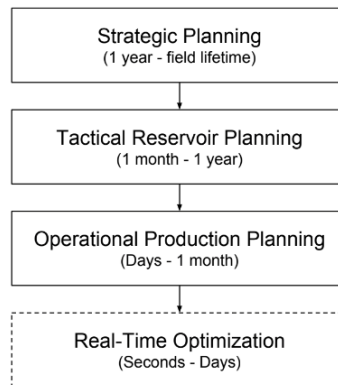 Strategic Planning
(1 year - field lifetime)
Tactical Reservoir Planning
(1 month - 1 year)
Operational Production Planning
(Days - 1 month)
Real-Time Optimization
(Seconds - Days)